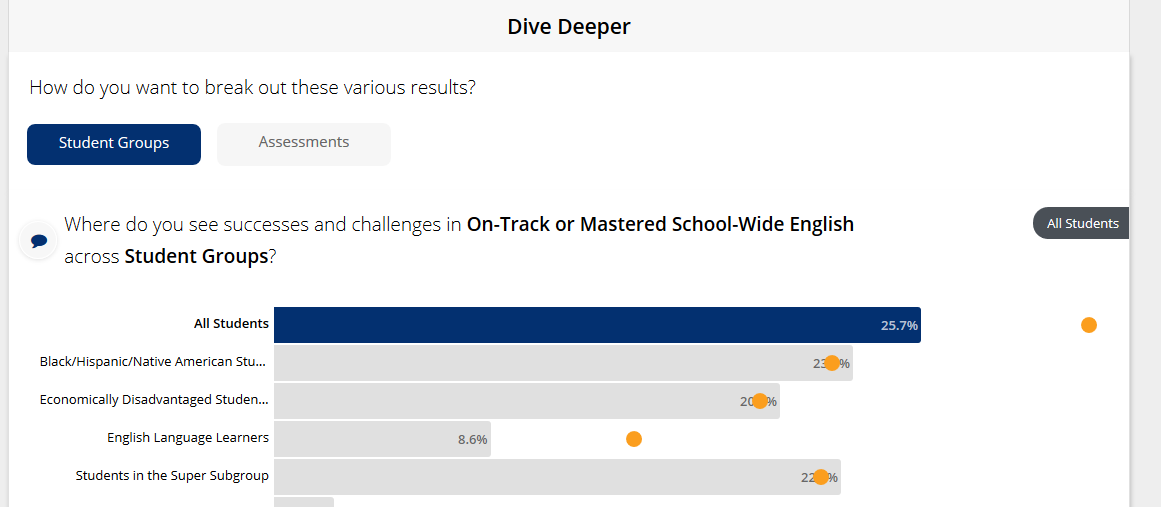 Dive Deeper
How do you want to break out these various results?
Student Groups
Assessments
Where do you see successes and challenges in On-Track or Mastered School-Wide English
across Student Groups?
All Students
All Students
25.7%
Black/Hispanic/Native American Stu...
Economically Disadvantaged Studen...
English Language Learners
8.6%
Students in the Super Subgroup